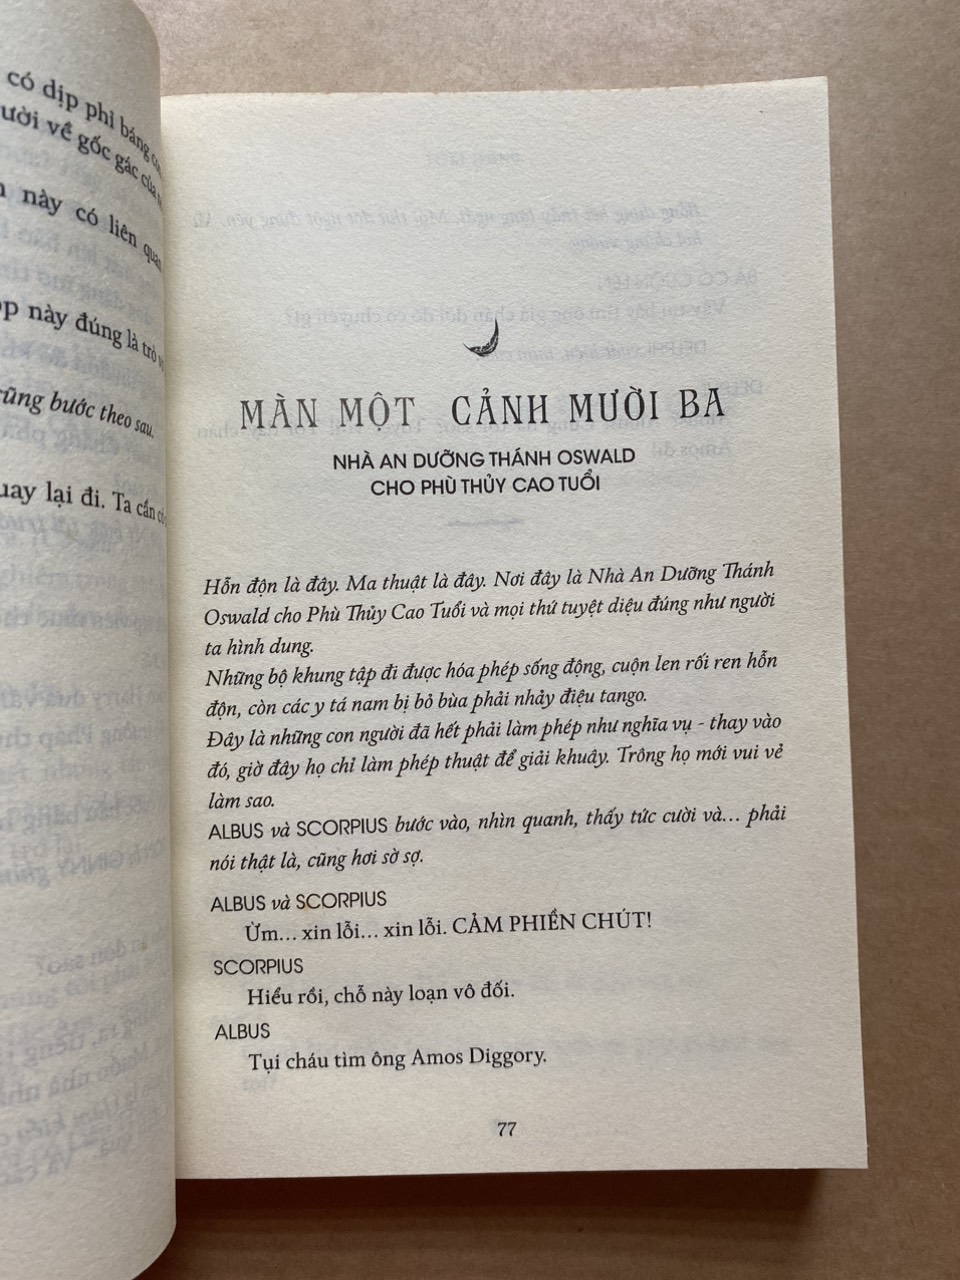 có dịp phỉ báng
ười về gốc gác của
này có liên quan
ọp này đúng là trò
cũng bước theo sau.
uay lại đi. Ta cần
MÀN MỘT CẢNH MƯỜI BA
NHÀ AN DƯỠNG THÁNH OSWALD
CHO PHÙ THỦY CAO TUỔI
Hỗn độn là đây. Ma thuật là đây. Nơi đây là Nhà An Dưỡng Thánh
Oswald cho Phù Thủy Cao Tuổi và mọi thứ tuyệt diệu đúng như người
ta hình dung.
Những bộ khung tập đi được hóa phép sống động, cuộn len rối ren hỗn
độn, còn các y tá nam bị bỏ bùa phải nhảy điệu tango.
Đây là những con người đã hết phải làm phép như nghĩa vụ - thay vào
đó, giờ đây họ chỉ làm phép thuật để giải khuây. Trông họ mới vui vẻ
làm sao.
ALBUS và SCORPIUS bước vào, nhìn quanh, thấy tức cười và... phải
nói thật là, cũng hơi sờ sợ.
ALBUS và SCORPIUS
Ừm... xin lỗi... xin lỗi. CẢM PHIỀN CHÚT!
SCORPIUS
Hiểu rồi, chỗ này loạn vô đối.
ALBUS
Tụi cháu tìm ông Amos Diggory.
77